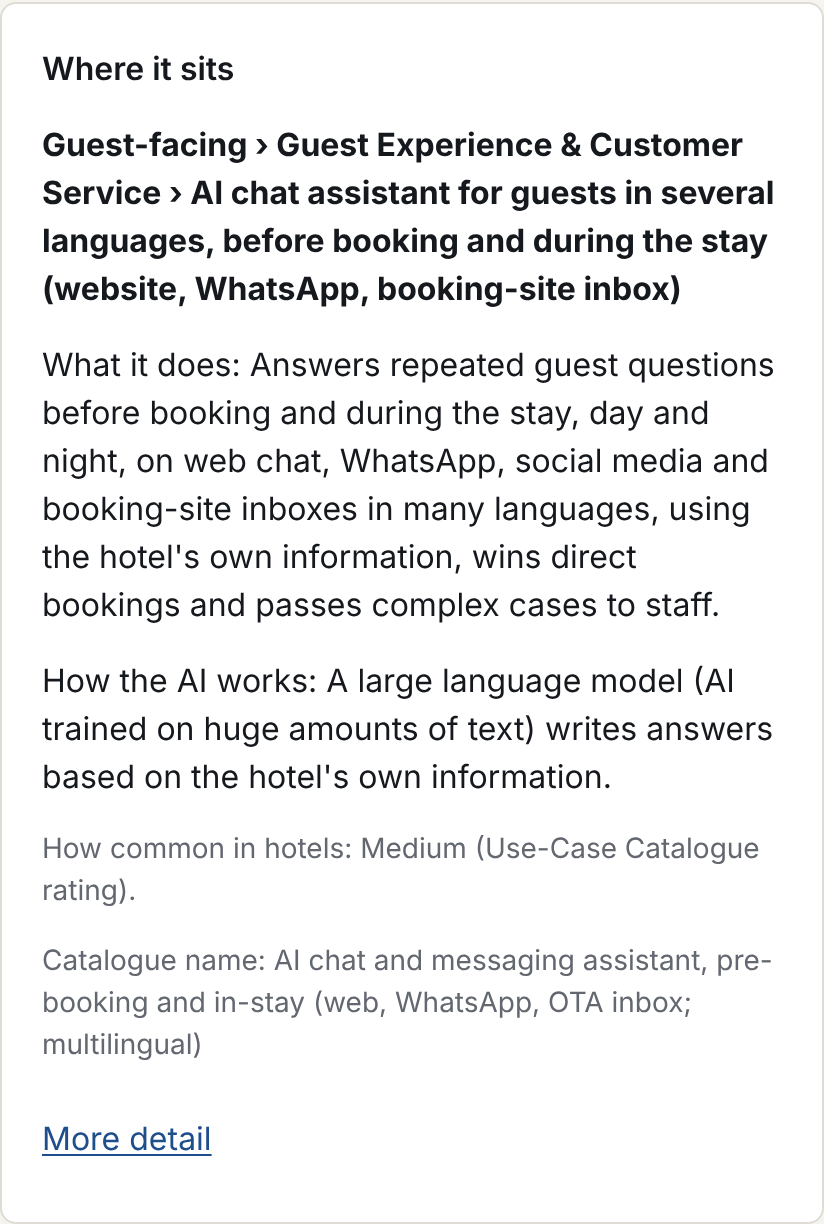 Where it sits
Guest-facing › Guest Experience & Customer
Service › AI chat assistant for guests in several
languages, before booking and during the stay
(website, WhatsApp, booking-site inbox)
What it does: Answers repeated guest questions
before booking and during the stay, day and
night, on web chat, WhatsApp, social media and
booking-site inboxes in many languages, using
the hotel's own information, wins direct
bookings and passes complex cases to staff.
How the AI works: A large language model (AI
trained on huge amounts of text) writes answers
based on the hotel's own information.
How common in hotels: Medium (Use-Case Catalogue
rating).
Catalogue name: AI chat and messaging assistant, pre-
booking and in-stay (web, WhatsApp, OTA inbox;
multilingual)
More detail